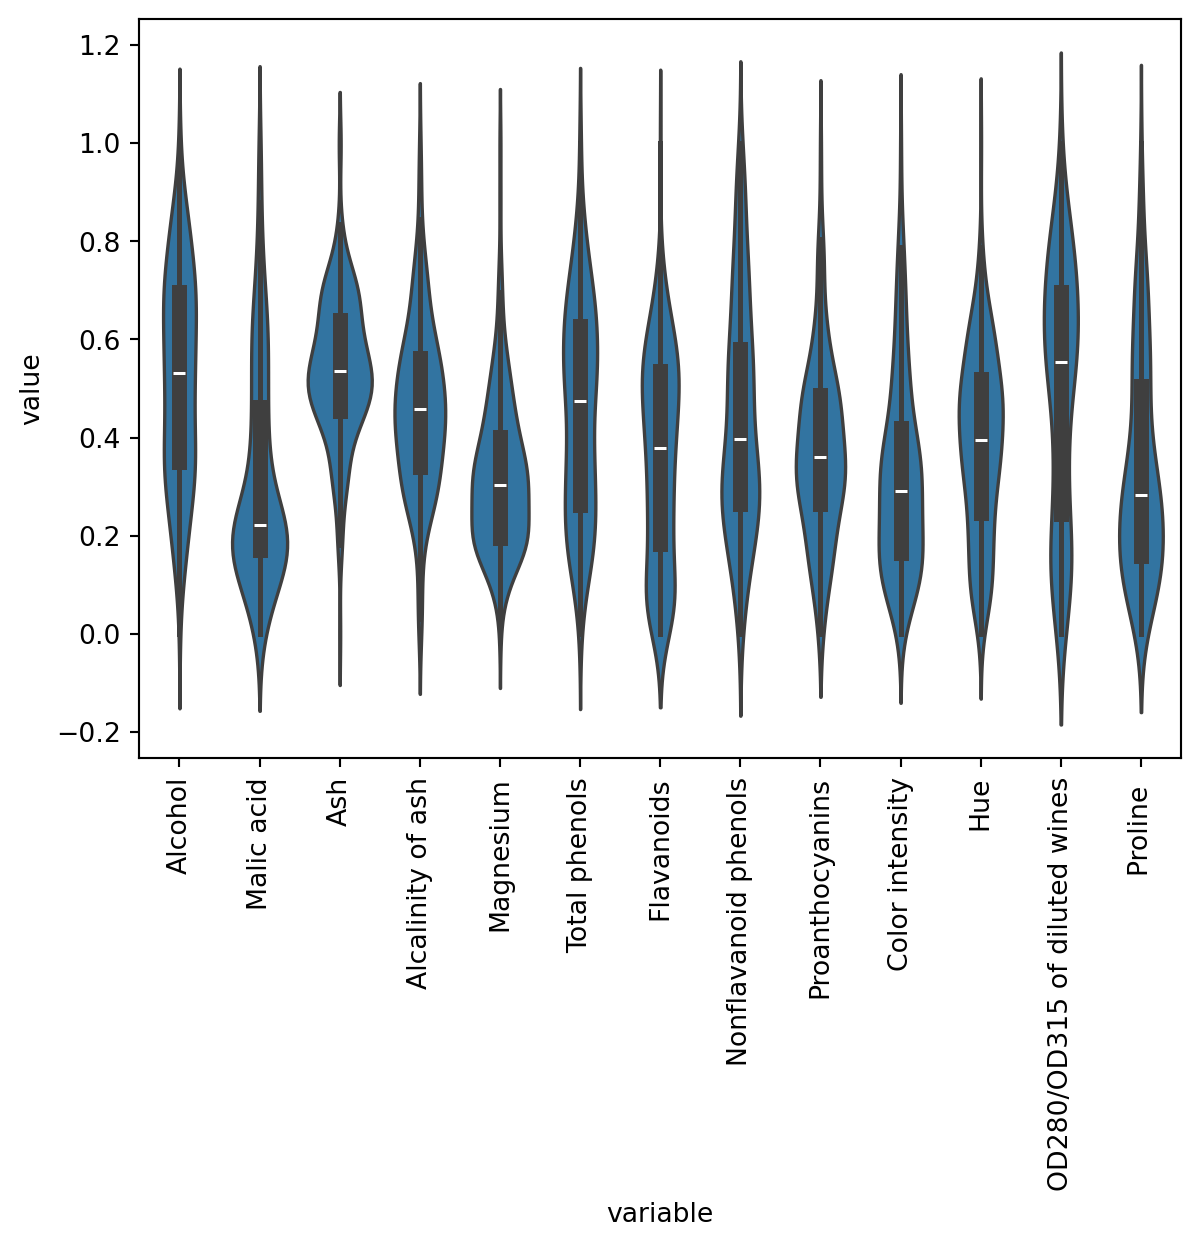 1.2
1.0
0.8
0.6
0.4
0.2
0.0
−0.2
value
Alcohol
Malic acid
Ash
Alcalinity of ash
Magnesium
Total phenols
Flavanoids
Nonflavanoid phenols
Proanthocyanins
Color intensity
Hue
OD280/OD315 of diluted wines
Proline
variable